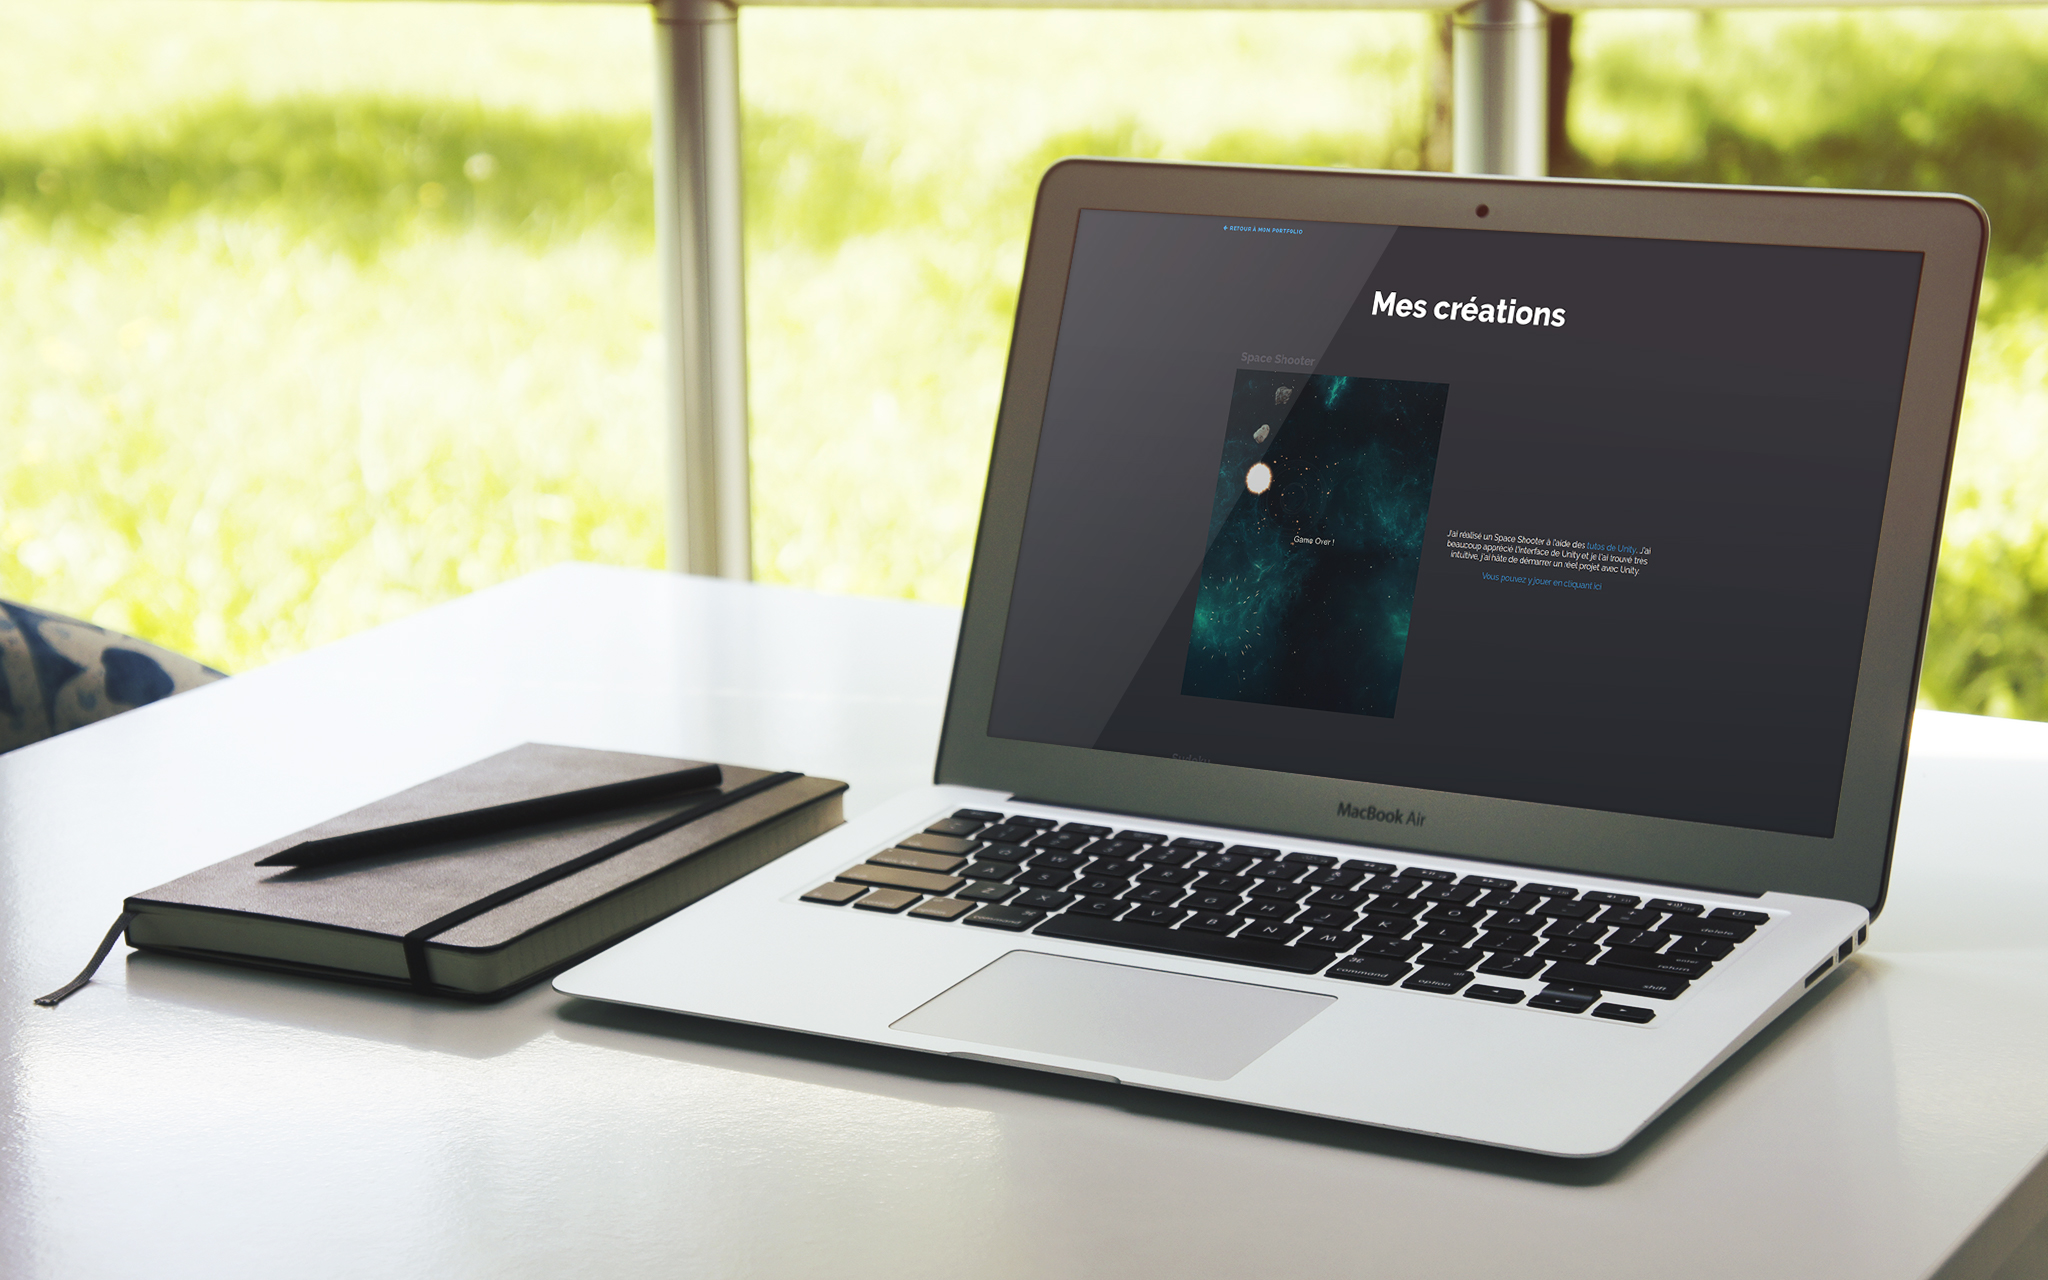 ← RETOUR À MON PORTFOLIO
Mes créations
Space Shooter
Game Over !
J'ai réalisé un Space Shooter à l'aide des tutos de Unity. J'ai
beaucoup apprécié l'interface de Unity et je l'ai trouvé très
intuitive, j'ai hâte de démarrer un réel projet avec Unity.
Vous pouvez y jouer en cliquant ici
MacBook Air
delete
enter
return
shift
command
command
option